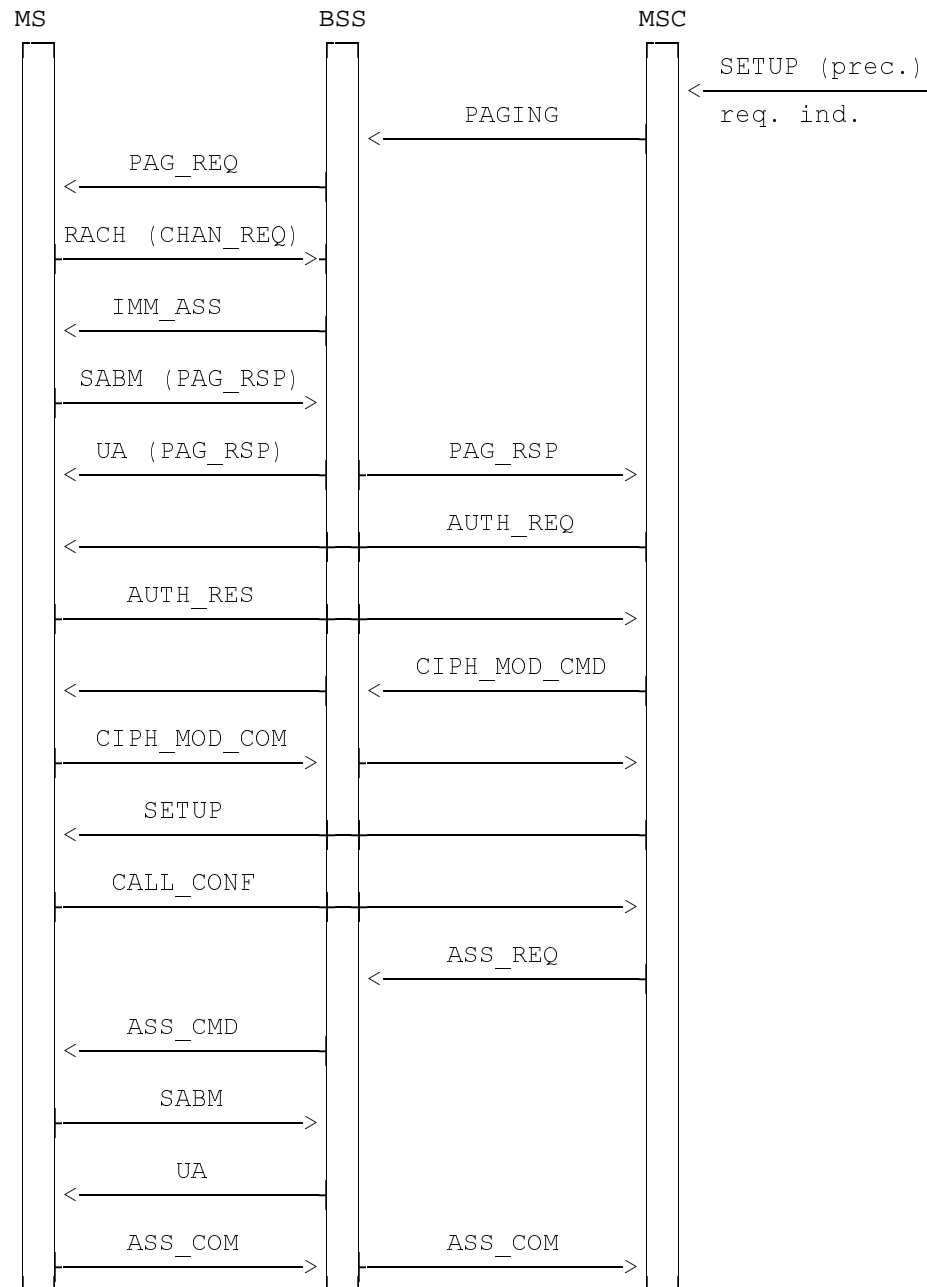 MS BSS MSC
SETUP (prec.)
req. ind.
PAGING
PAG_REQ
RACH (CHAN_REQ)
IMM_ASS
SABM (PAG_RSP)
UA (PAG_RSP) PAG_RSP
AUTH_REQ
AUTH_RES
CIPH_MOD_CMD
CIPH_MOD_COM
SETUP
CALL_CONF
ASS_REQ
ASS_CMD
SABM
UA
ASS_COM ASS_COM